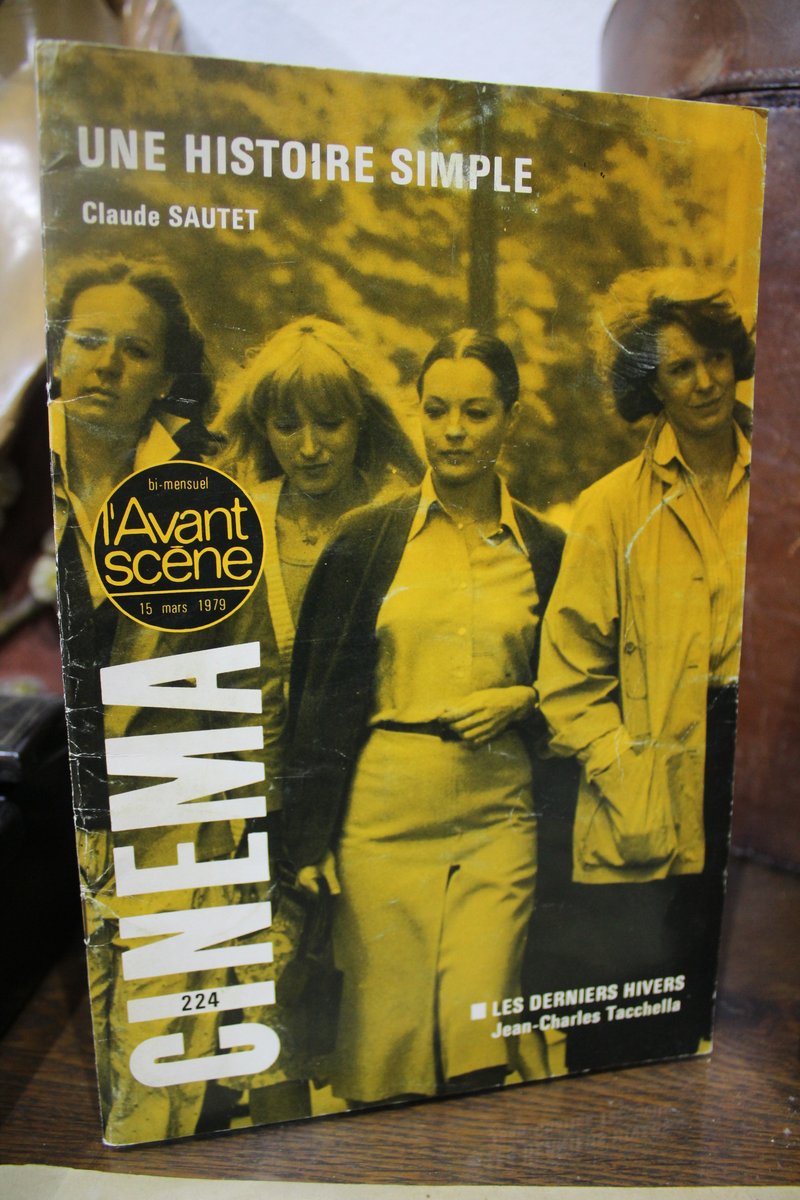 UNE HISTOIRE SIMPLE
Claude SAUTET
bi-mensuel
l'Avant
scène
15 mars 1979
CINEMA
224
LES DERNIERS HIVERS
Jean-Charles Tacchella